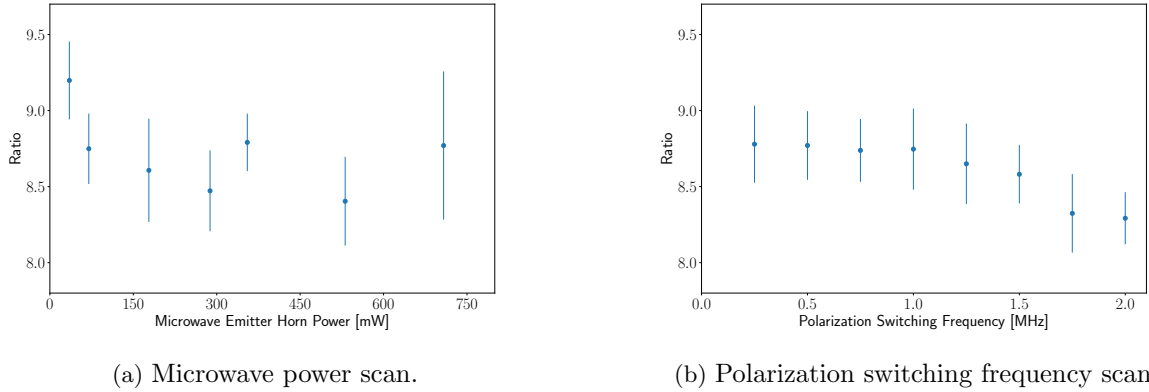 9.5
9.0
8.5
8.0
Ratio
0 150 300 450 600 750
Microwave Emitter Horn Power [mW]
(a) Microwave power scan.
9.5
9.0
8.5
8.0
Ratio
0.0 0.5 1.0 1.5 2.0
Polarization Switching Frequency [MHz]
(b) Polarization switching frequency scan